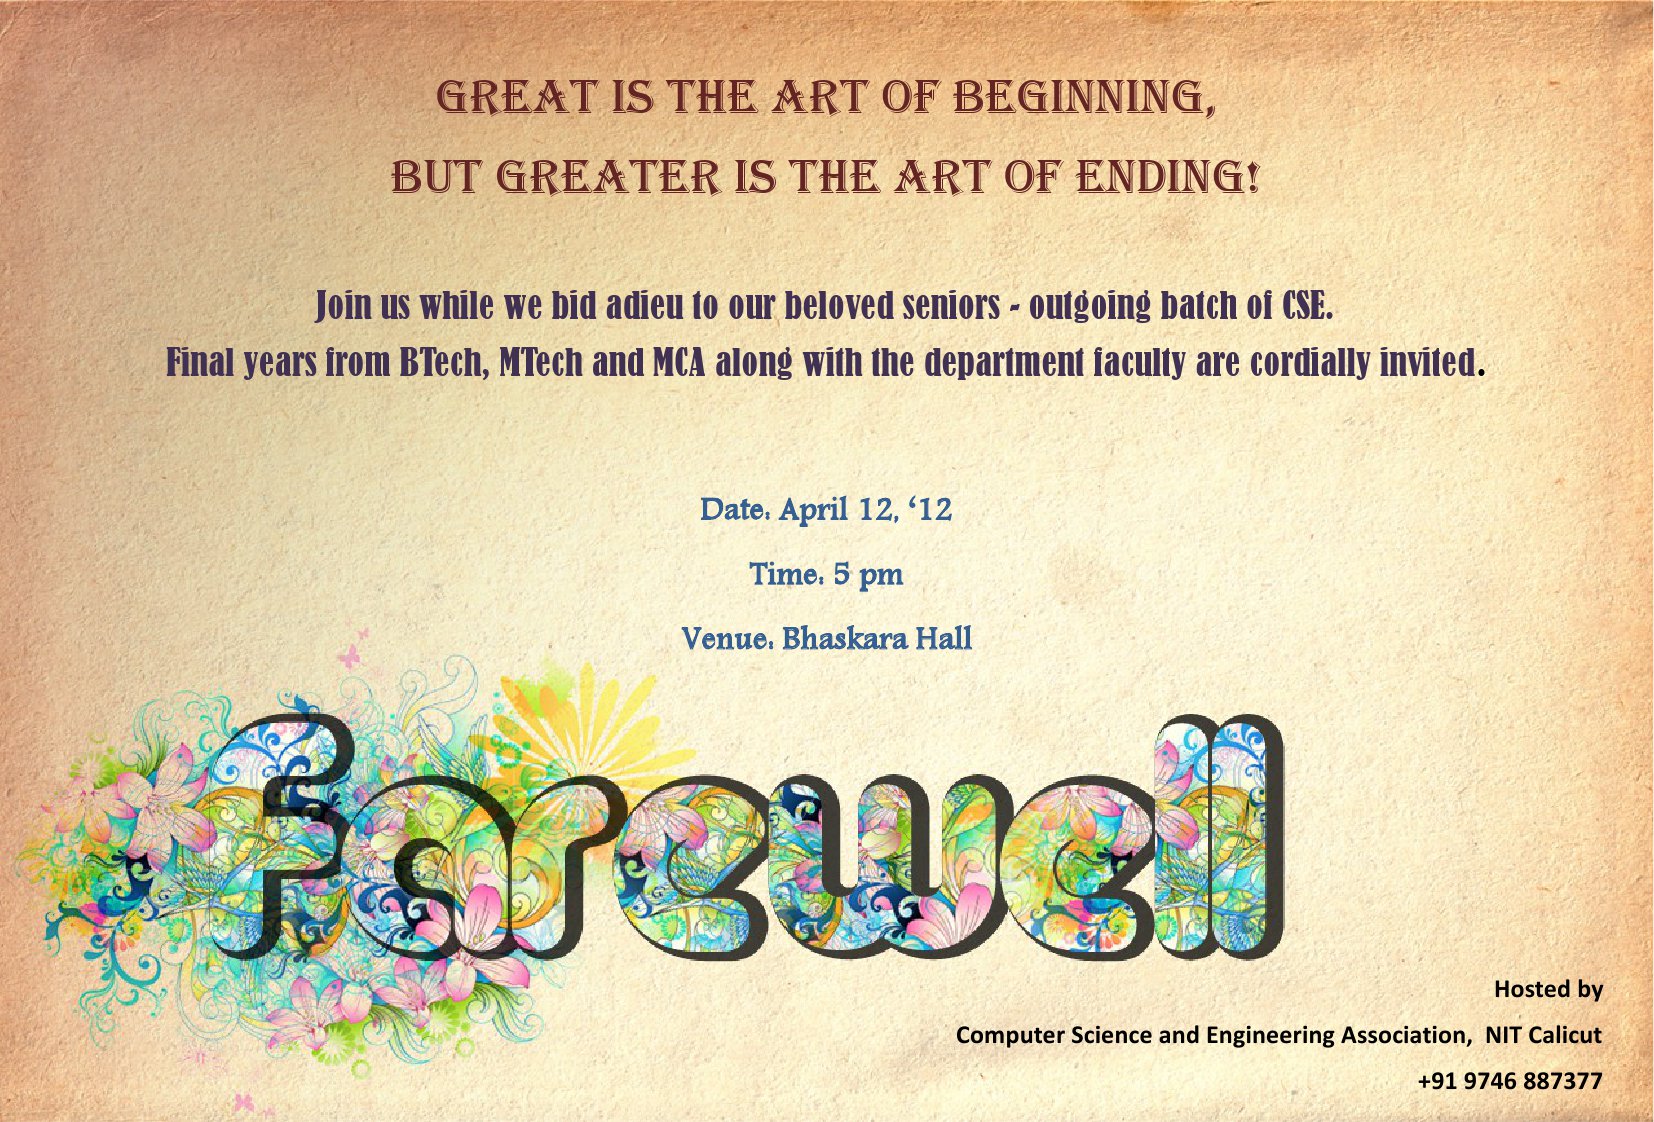 GREAT IS THE ART OF BEGINNING,
BUT GREATER IS THE ART OF ENDING!
Join us while we bid adieu to our beloved seniors - outgoing batch of CSE.
Final years from BTech, MTech and MCA along with the department faculty are cordially invited.
Date: April 12, ‘12
Time: 5 pm
Venue: Bhaskara Hall
farewell
Hosted by
Computer Science and Engineering Association,  NIT Calicut
+91 9746 887377